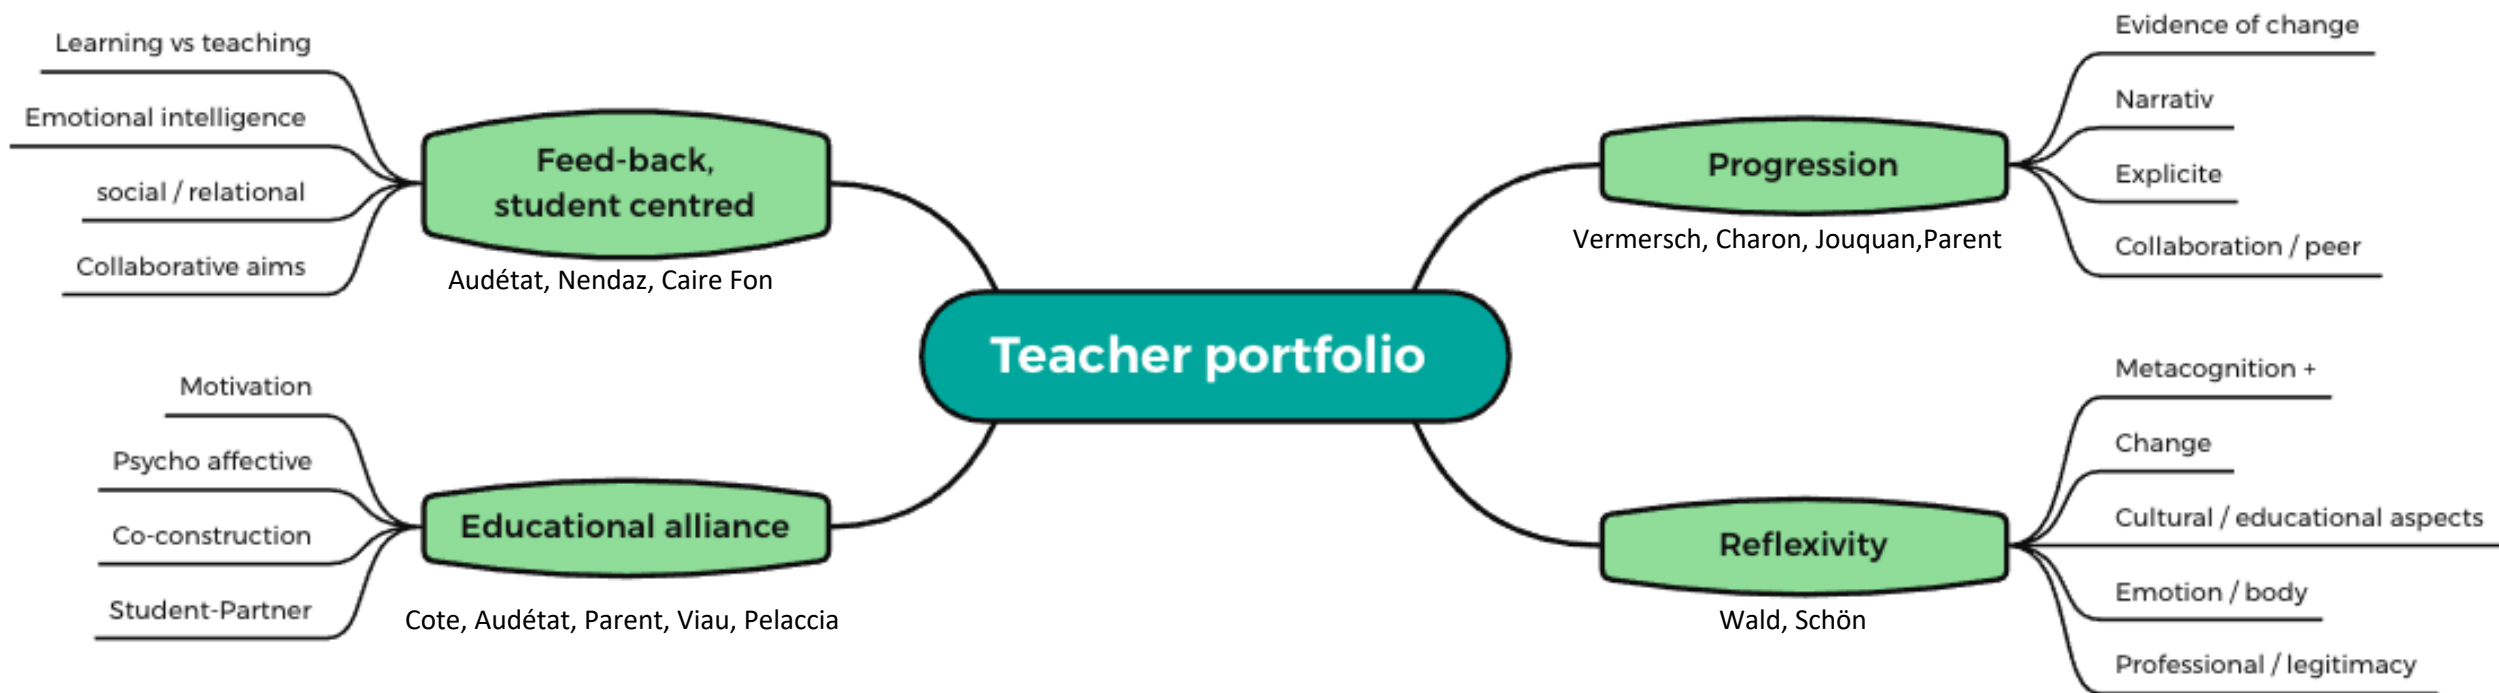 Learning vs teaching
Emotional intelligence
social / relational
Collaborative aims
Feed-back,
student centred
Audétat, Nendaz, Caire Fon
Motivation
Psycho affective
Co-construction
Student-Partner
Educational alliance
Cote, Audétat, Parent, Viau, Pelaccia
Teacher portfolio
Progression
Vermersch, Charon, Jouquan,Parent
Evidence of change
Narrativ
Explicite
Collaboration / peer
Reflexivity
Wald, Schön
Metacognition +
Change
Cultural / educational aspects
Emotion / body
Professional / legitimacy